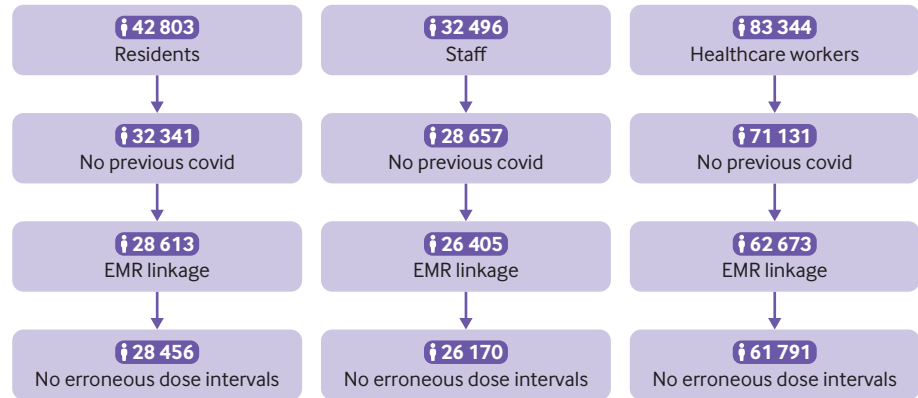 42 803
Residents
32 496
Staff
83 344
Healthcare workers
32 341
No previous covid
28 657
No previous covid
71 131
No previous covid
28 613
EMR linkage
26 405
EMR linkage
62 673
EMR linkage
28 456
No erroneous dose intervals
26 170
No erroneous dose intervals
61 791
No erroneous dose intervals